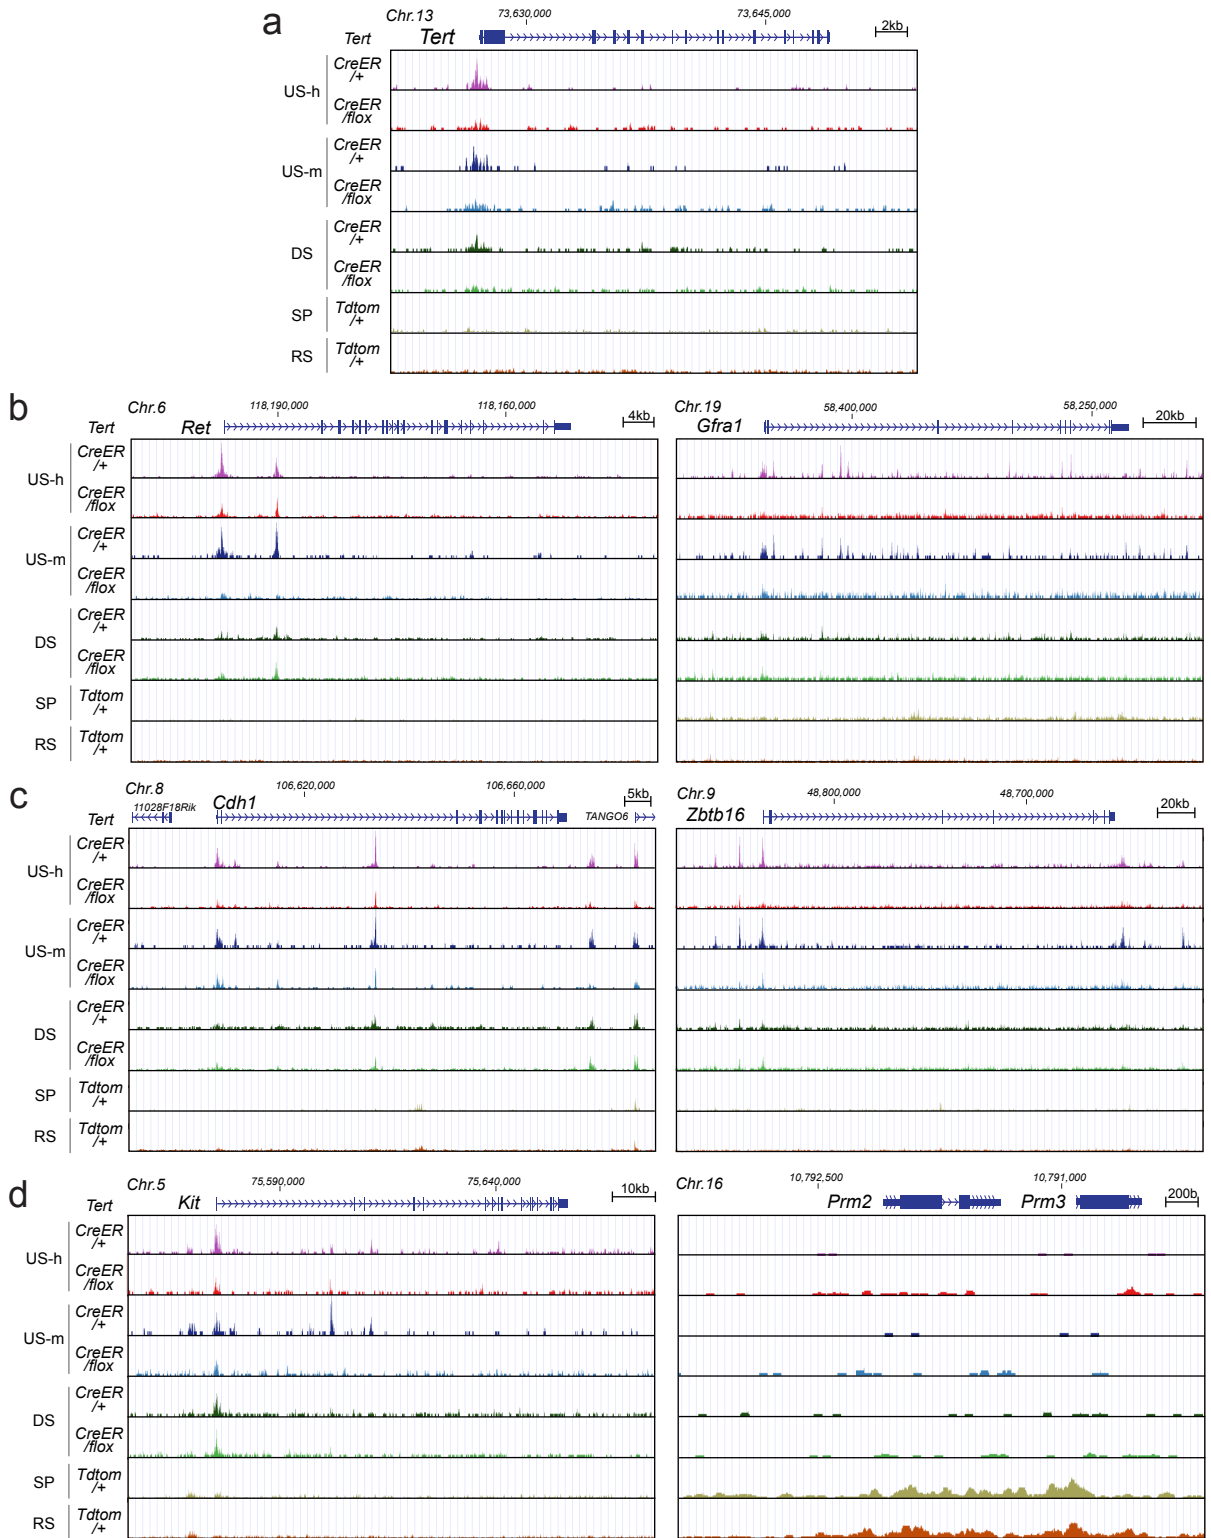 a
Chr.13 73,630,000 73,645,000
Tert Tert 2kb
US-h CreER /+
CreER /flox
US-m CreER /+
CreER /flox
DS CreER /+
CreER /flox
SP Tdtom /+
RS Tdtom /+
b
Chr.6 118,190,000 118,160,000
Tert Ret 4kb
Chr.19 58,400,000 58,250,000
Gfra1 20kb
US-h CreER /+
CreER /flox
US-m CreER /+
CreER /flox
DS CreER /+
CreER /flox
SP Tdtom /+
RS Tdtom /+
c
Chr.8 106,620,000 106,660,000
11028F18Rik Cdh1 5kb
Tert TANGO6
Chr.9 48,800,000 48,700,000
Zbtb16 20kb
US-h CreER /+
CreER /flox
US-m CreER /+
CreER /flox
DS CreER /+
CreER /flox
SP Tdtom /+
RS Tdtom /+
d
Chr.5 75,590,000 75,640,000
Tert Kit 10kb
Chr.16 10,792,500 10,791,000
Prm2 Prm3 200b
US-h CreER /+
CreER /flox
US-m CreER /+
CreER /flox
DS CreER /+
CreER /flox
SP Tdtom /+
RS Tdtom /+